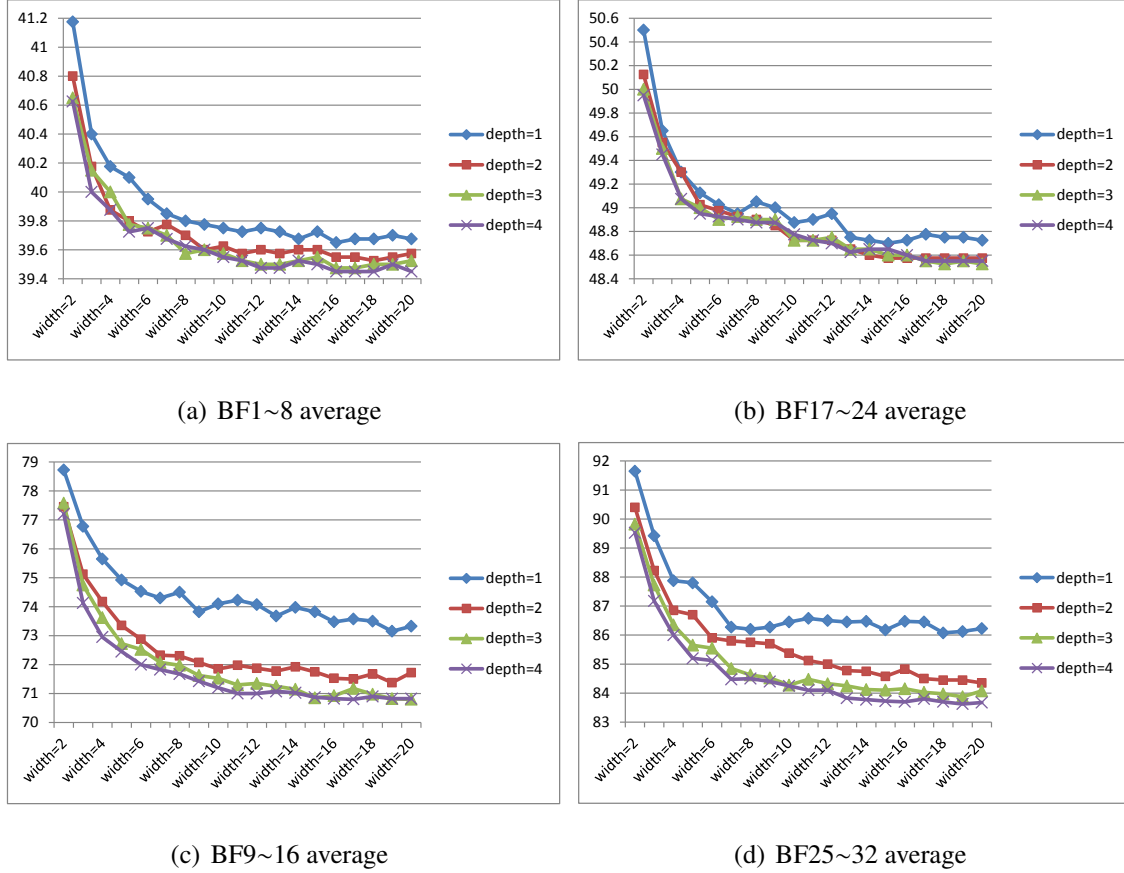 41.2
41
40.8
40.6
40.4
40.2
40
39.8
39.6
39.4
width=2
width=4
width=6
width=8
width=10
width=12
width=14
width=16
width=18
width=20
depth=1
depth=2
depth=3
depth=4
(a) BF1~8 average
50.6
50.4
50.2
50
49.8
49.6
49.4
49.2
49
48.8
48.6
48.4
width=2
width=4
width=6
width=8
width=10
width=12
width=14
width=16
width=18
width=20
depth=1
depth=2
depth=3
depth=4
(b) BF17~24 average
79
78
77
76
75
74
73
72
71
70
width=2
width=4
width=6
width=8
width=10
width=12
width=14
width=16
width=18
width=20
depth=1
depth=2
depth=3
depth=4
(c) BF9~16 average
92
91
90
89
88
87
86
85
84
83
width=2
width=4
width=6
width=8
width=10
width=12
width=14
width=16
width=18
width=20
depth=1
depth=2
depth=3
depth=4
(d) BF25~32 average